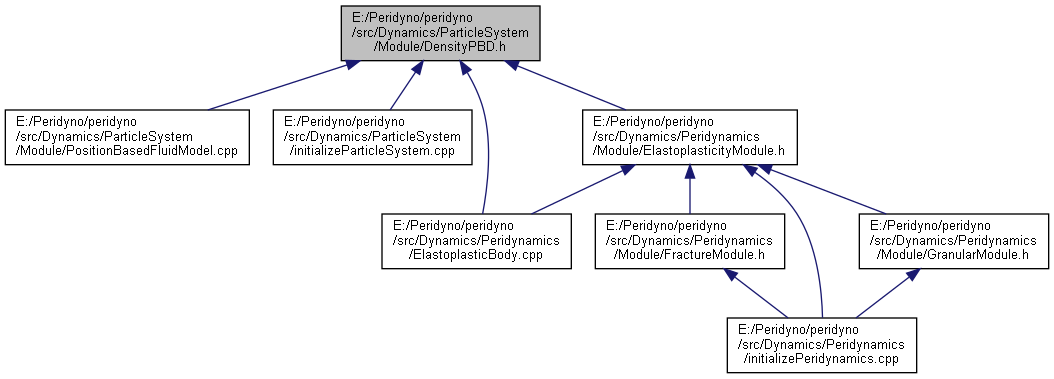 E:/Peridyno/peridyno
/src/Dynamics/ParticleSystem
/Module/DensityPBD.h
E:/Peridyno/peridyno
/src/Dynamics/ParticleSystem
/Module/PositionBasedFluidModel.cpp
E:/Peridyno/peridyno
/src/Dynamics/ParticleSystem
/initializeParticleSystem.cpp
E:/Peridyno/peridyno
/src/Dynamics/Peridynamics
/Module/ElastoplasticityModule.h
E:/Peridyno/peridyno
/src/Dynamics/Peridynamics
/ElastoplasticBody.cpp
E:/Peridyno/peridyno
/src/Dynamics/Peridynamics
/Module/FractureModule.h
E:/Peridyno/peridyno
/src/Dynamics/Peridynamics
/Module/GranularModule.h
E:/Peridyno/peridyno
/src/Dynamics/Peridynamics
/initializePeridynamics.cpp